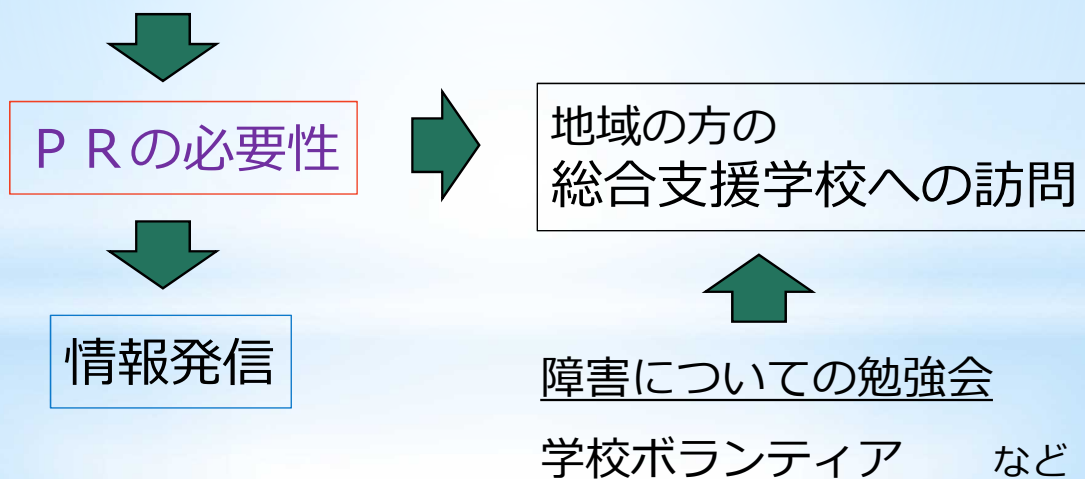 ＰＲの必要性
地域の方の
総合支援学校への訪問
情報発信
障害についての勉強会
学校ボランティア　　など